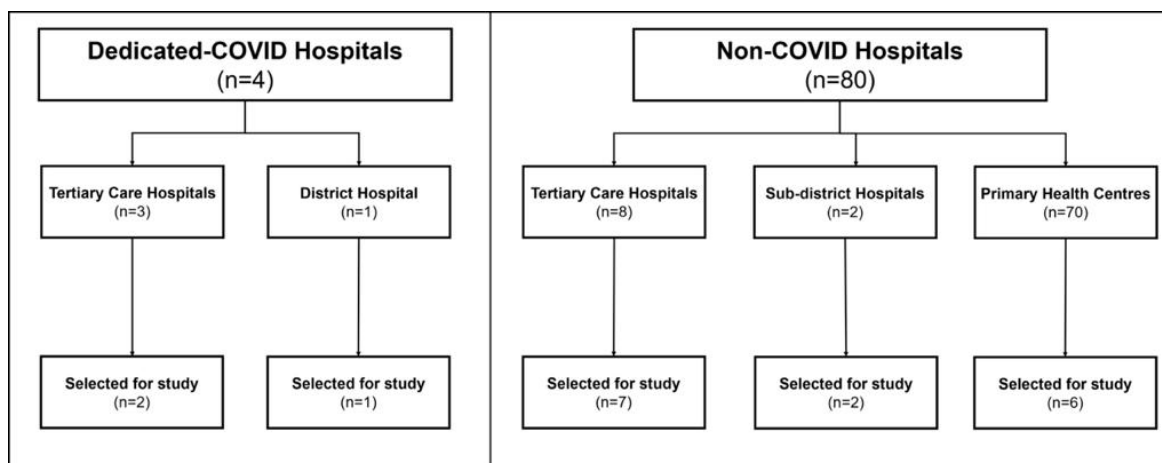 Dedicated-COVID Hospitals
(n=4)
Tertiary Care Hospitals
(n=3)
District Hospital
(n=1)
Selected for study
(n=2)
Selected for study
(n=1)
Non-COVID Hospitals
(n=80)
Tertiary Care Hospitals
(n=8)
Sub-district Hospitals
(n=2)
Primary Health Centres
(n=70)
Selected for study
(n=7)
Selected for study
(n=2)
Selected for study
(n=6)